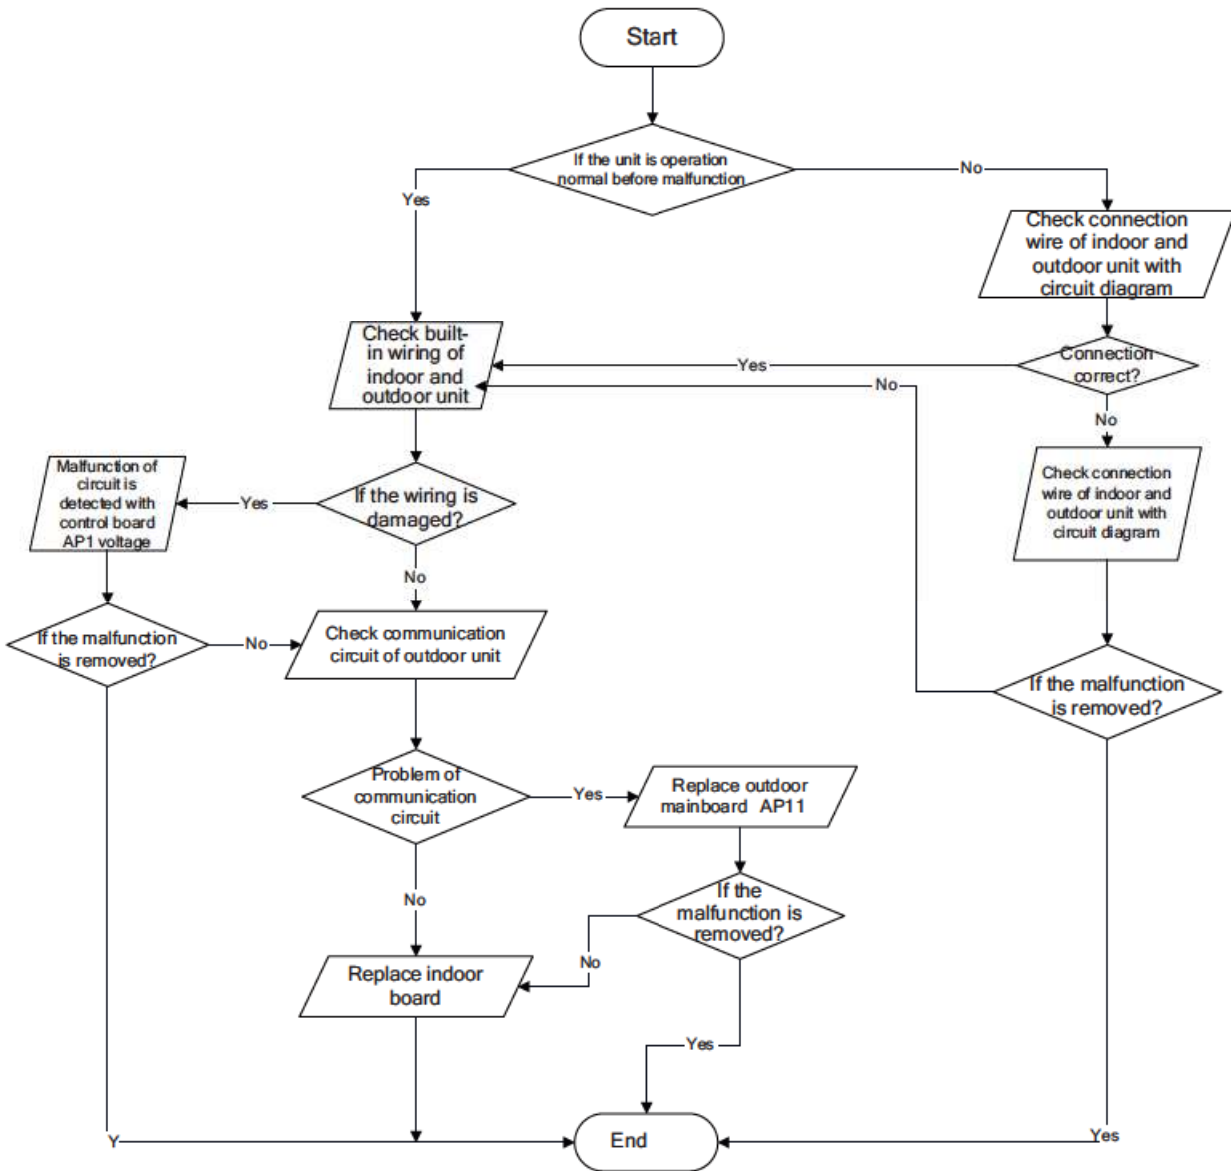 Start
If the unit is operation
normal before malfunction
No
Yes
Check connection
wire of indoor and
outdoor unit with
circuit diagram
Check built-
in wiring of
indoor and
outdoor unit
Connection
correct?
Yes
No
No
Malfunction of
circuit is
detected with
control board
AP1 voltage
Yes
If the wiring is
damaged?
Check connection
wire of indoor and
outdoor unit with
circuit diagram
No
If the malfunction
is removed?
No
Check communication
circuit of outdoor unit
If the malfunction
is removed?
Problem of
communication
circuit
Yes
Replace outdoor
mainboard AP11
No
If the
malfunction is
removed?
No
Replace indoor
board
Yes
Y
End
Yes